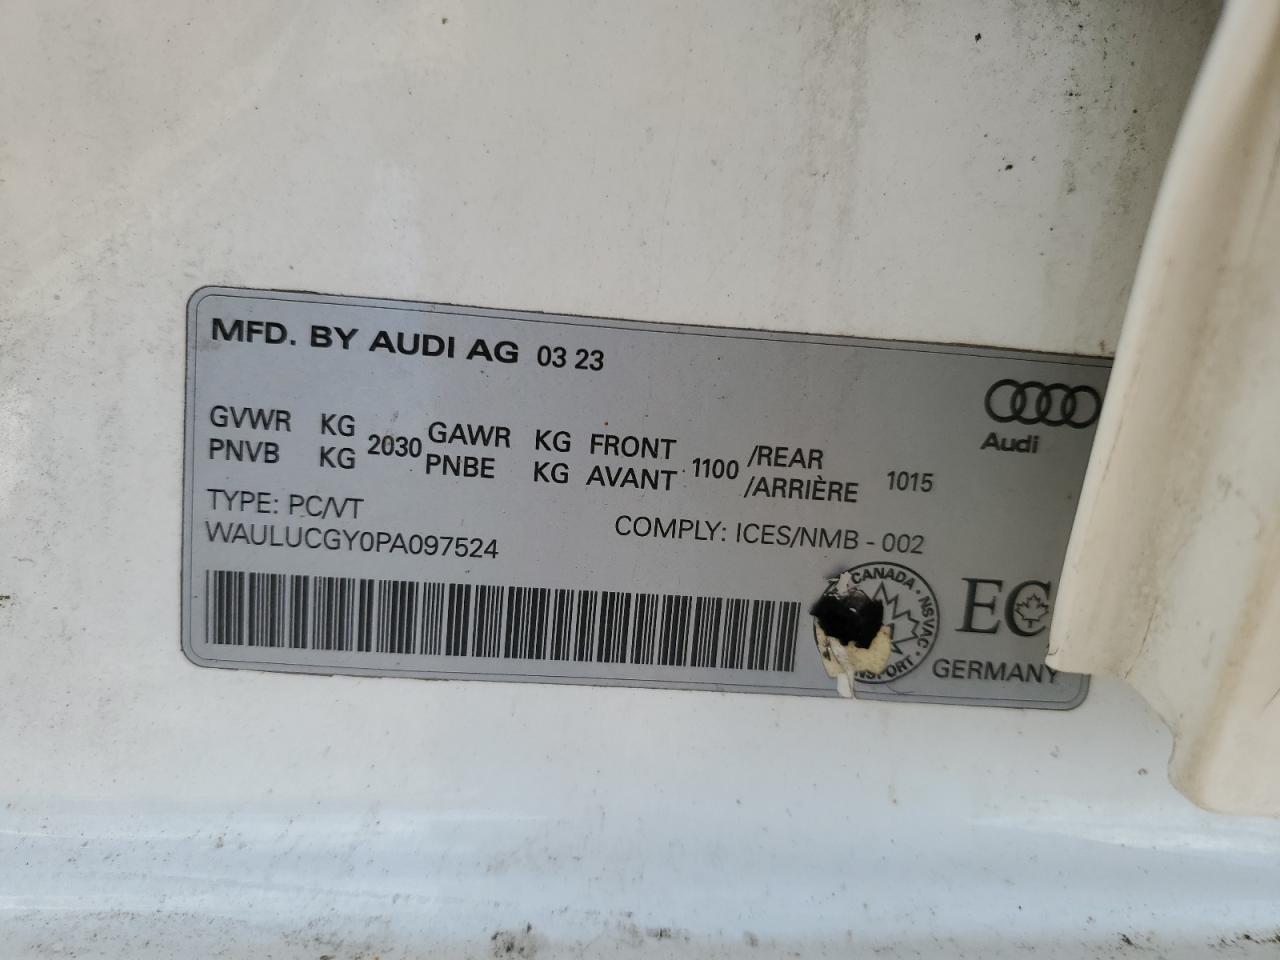 MFD. BY AUDI AG 03 23
Audi
GVWR KG 2030 GAWR KG FRONT 1100 /REAR 1015
PNVB KG PNBE KG AVANT /ARRIÈRE
TYPE: PC/VT
COMPLY: ICES/NMB - 002
WAULUCGY0PA097524
CANADA · NSVAC ·
EC
GERMANY